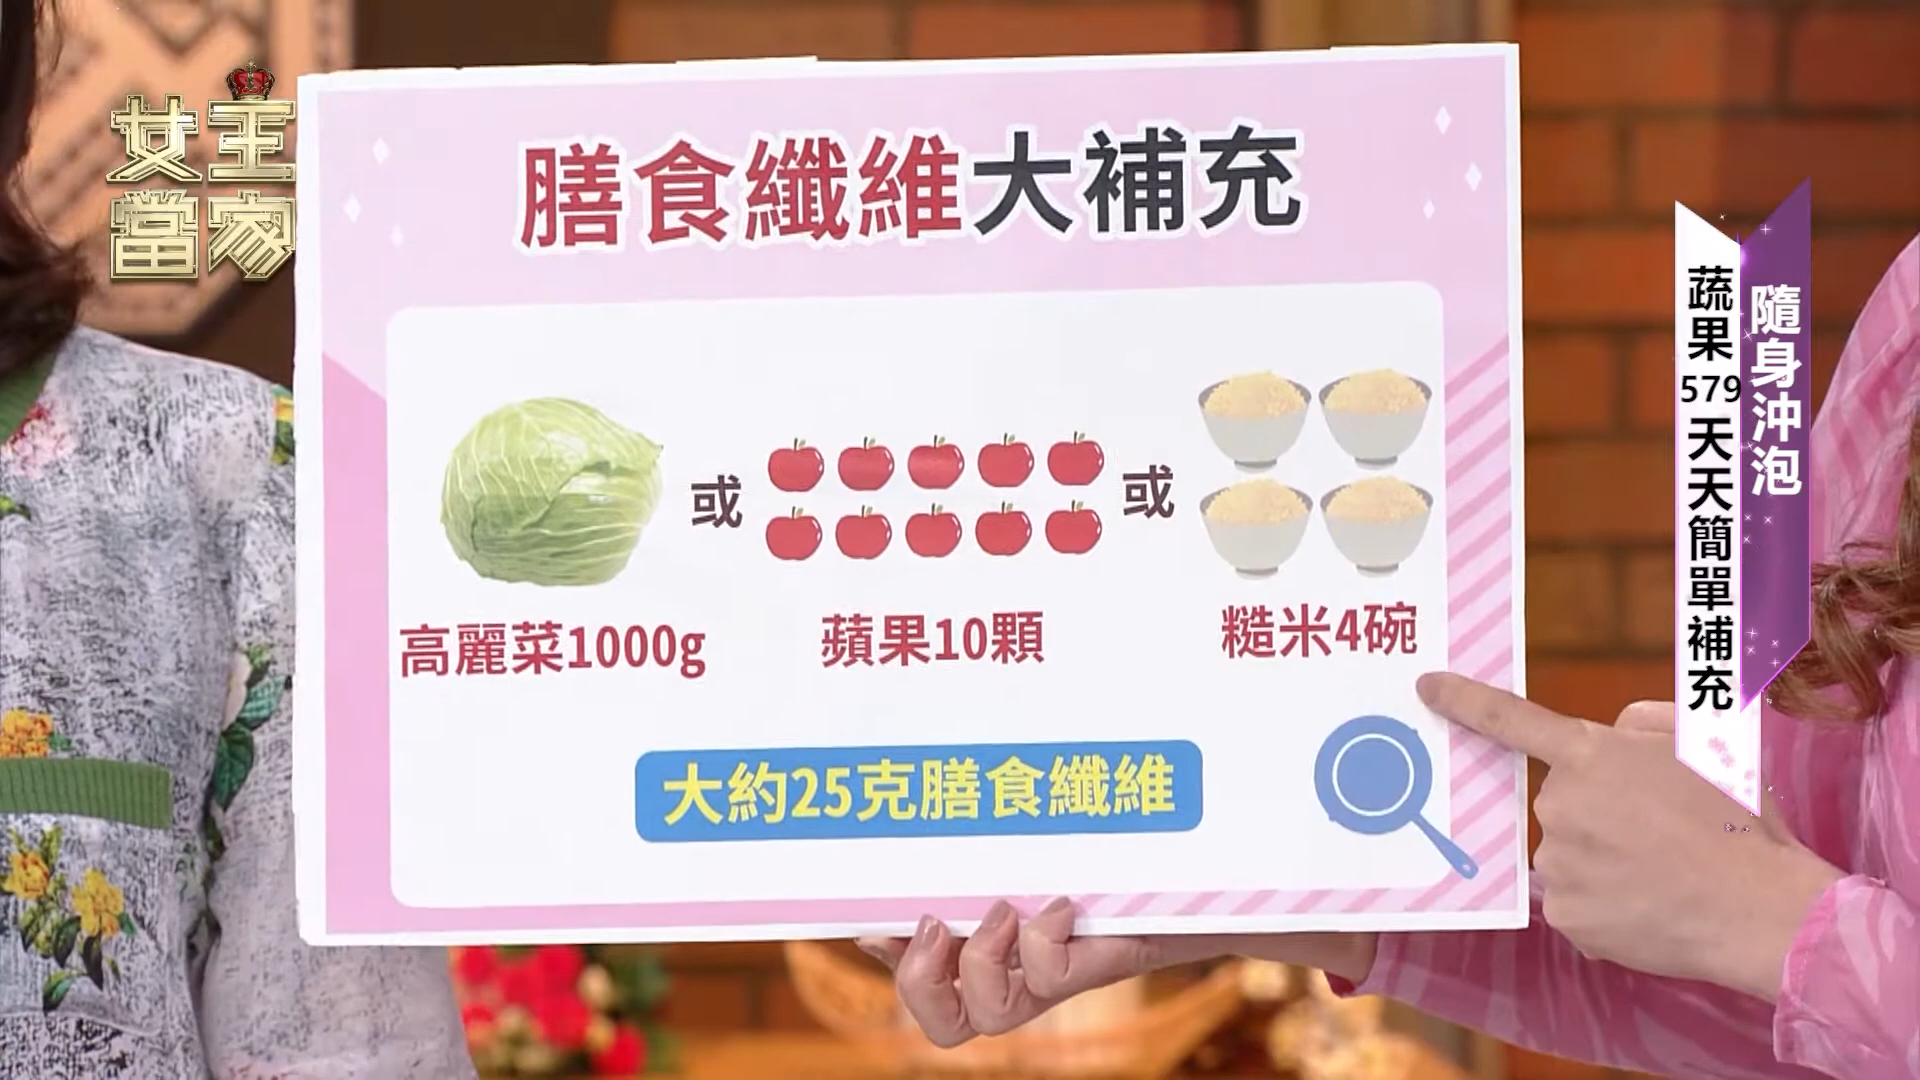 女王
當家
膳食纖維大補充
或
或
高麗菜1000g
蘋果10顆
糙米4碗
大約25克膳食纖維
隨身沖泡
蔬果579天天簡單補充